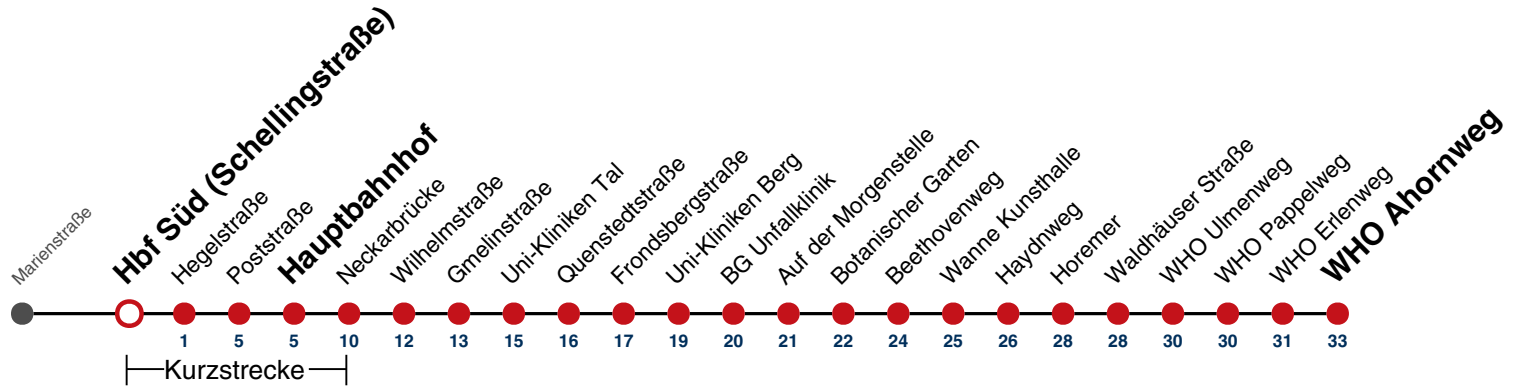 Marienstraße
Hbf Süd (Schellingstraße)
Hegelstraße
Poststraße
Hauptbahnhof
Neckarbrücke
Wilhelmstraße
Gmelinstraße
Uni-Kliniken Tal
Quenstedtstraße
Frondsbergstraße
Uni-Kliniken Berg
BG Unfallklinik
Auf der Morgenstelle
Botanischer Garten
Beethovenweg
Wanne Kunsthalle
Haydnweg
Horemer
Waldhäuser Straße
WHO Ulmenweg
WHO Pappelweg
WHO Erlenweg
WHO Ahornweg
1 5 5 10 12 13 15 16 17 19 20 21 22 24 25 26 28 28 30 30 31 33
Kurzstrecke